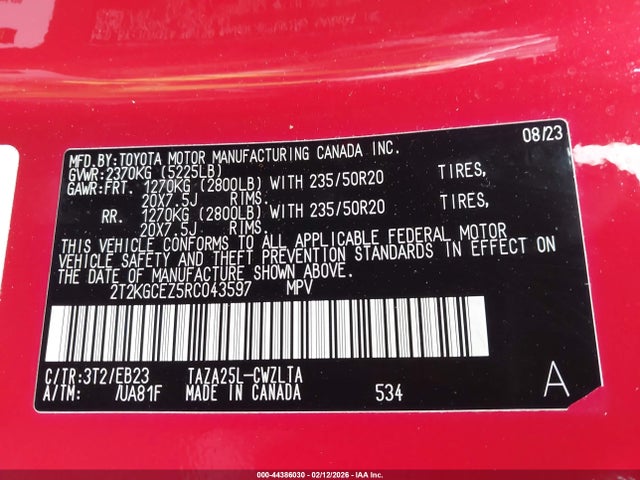 08/23
MFD.BY:TOYOTA MOTOR MANUFACTURING CANADA INC.
GVWR:2370KG (5225LB)
GAWR:FRT. 1270KG (2800LB) WITH 235/50R20 TIRES,
20X7.5J RIMS.
RR. 1270KG (2800LB) WITH 235/50R20 TIRES,
20X7.5J RIMS.
THIS VEHICLE CONFORMS TO ALL APPLICABLE FEDERAL MOTOR
VEHICLE SAFETY AND THEFT PREVENTION STANDARDS IN EFFECT ON
THE DATE OF MANUFACTURE SHOWN ABOVE.
2T2KGCEZ5RC043597 MPV
C/TR:3T2/EB23 TAZA25L-CWZLTA
A/TM: /UA81F MADE IN CANADA 534 A
000-44386030 - 02/12/2026 - IAA Inc.